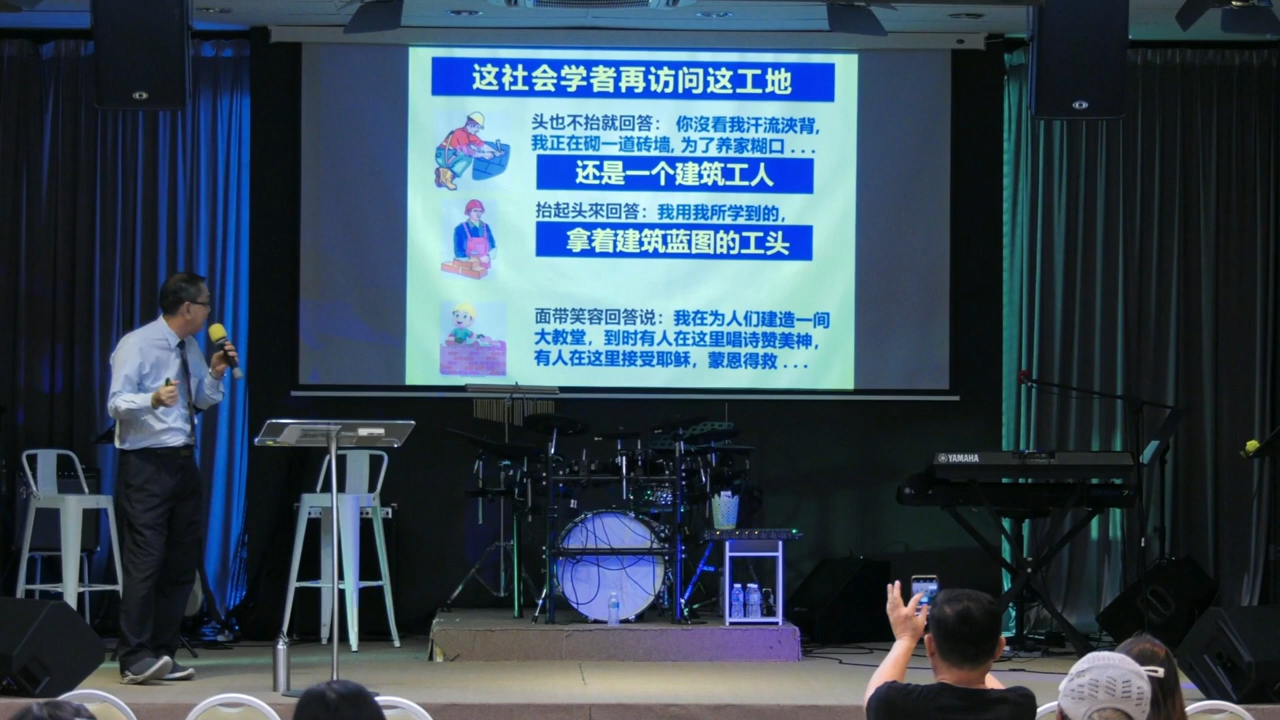 这社会学者再访问这工地
头也不抬就回答： 你沒看我汗流浃背,
我正在砌一道砖墙, 为了养家糊口 . . .
还是一个建筑工人
抬起头來回答：我用我所学到的，
拿着建筑蓝图的工头
面带笑容回答说：我在为人们建造一间
大教堂，到时有人在这里唱诗赞美神，
有人在这里接受耶稣，蒙恩得救 . . .
YAMAHA